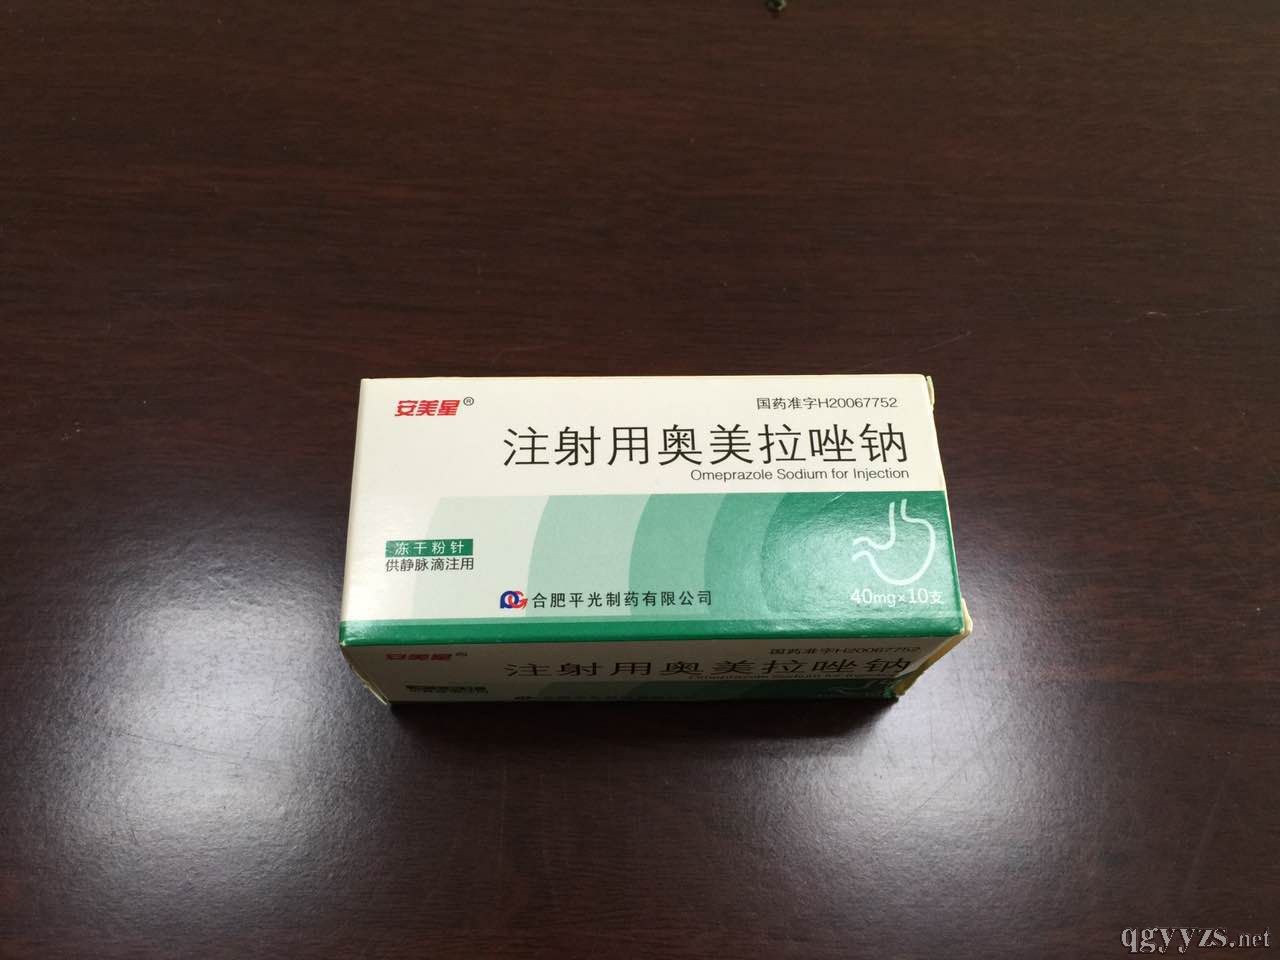 安美星®
国药准字H20067752
注射用奥美拉唑钠
Omeprazole Sodium for Injection
冻干粉针
供静脉滴注用
合肥平光制药有限公司
40mg×10支
安美星®
国药准字H20067752
注射用奥美拉唑钠
Omeprazole Sodium for
qgyyzs.net